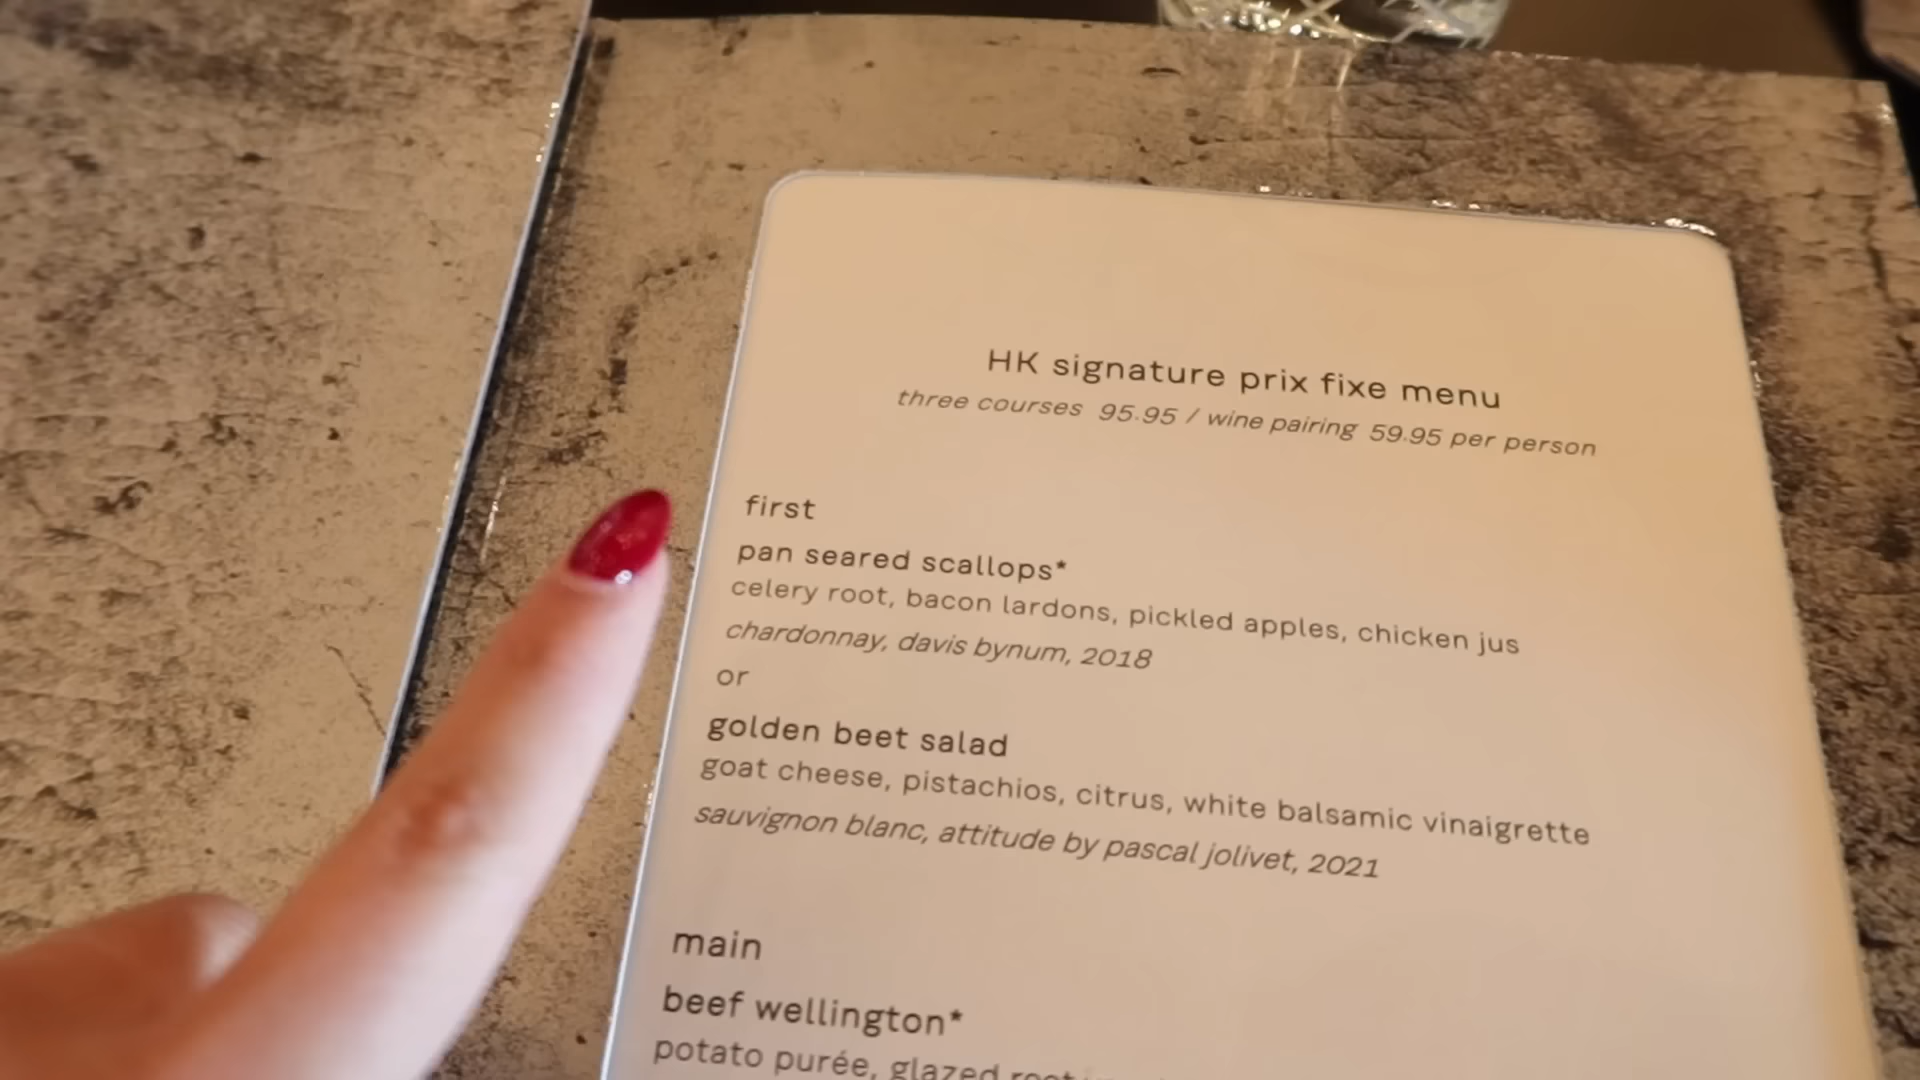 HK signature prix fixe menu
three courses 95.95 / wine pairing 59.95 per person
first
pan seared scallops*
celery root, bacon lardons, pickled apples, chicken jus
chardonnay, davis bynum, 2018
or
golden beet salad
goat cheese, pistachios, citrus, white balsamic vinaigrette
sauvignon blanc, attitude by pascal jolivet, 2021
main
beef wellington*
potato purée, glazed root